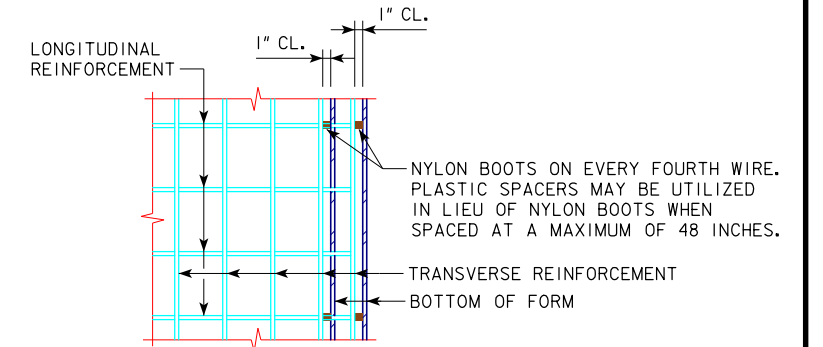 1" CL.
1" CL.
LONGITUDINAL
REINFORCEMENT
NYLON BOOTS ON EVERY FOURTH WIRE.
PLASTIC SPACERS MAY BE UTILIZED
IN LIEU OF NYLON BOOTS WHEN
SPACED AT A MAXIMUM OF 48 INCHES.
TRANSVERSE REINFORCEMENT
BOTTOM OF FORM